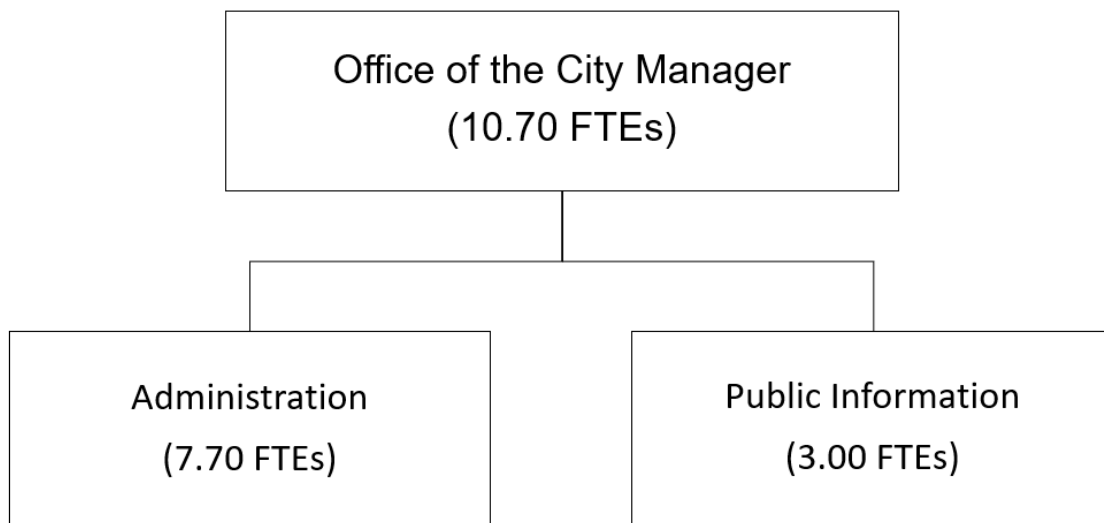 Office of the City Manager
(10.70 FTEs)
Administration
(7.70 FTEs)
Public Information
(3.00 FTEs)